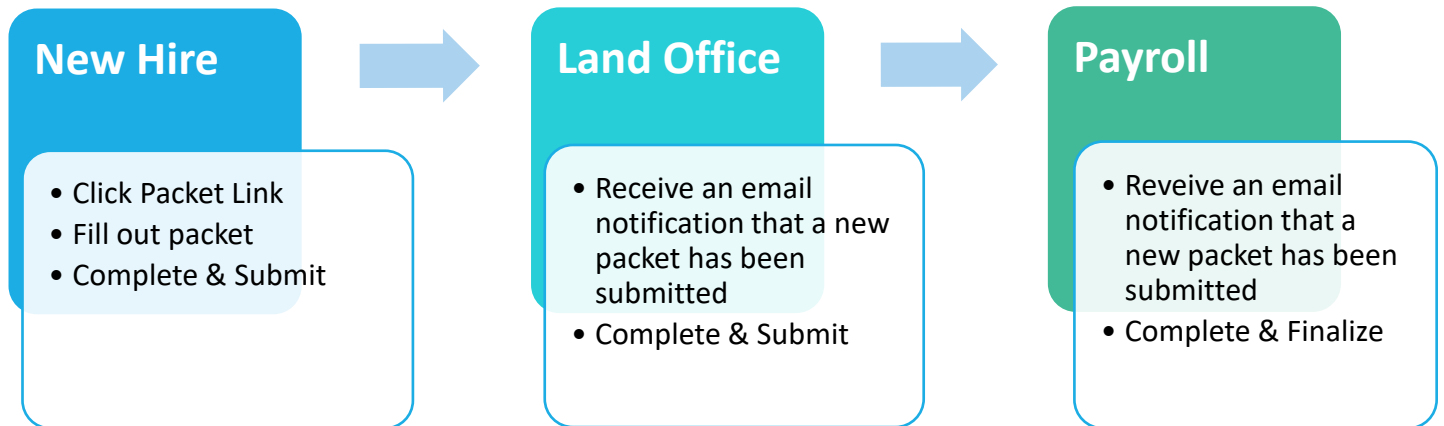 New Hire
• Click Packet Link
• Fill out packet
• Complete & Submit
Land Office
• Receive an email
notification that a new
packet has been
submitted
• Complete & Submit
Payroll
• Reveive an email
notification that a
new packet has been
submitted
• Complete & Finalize